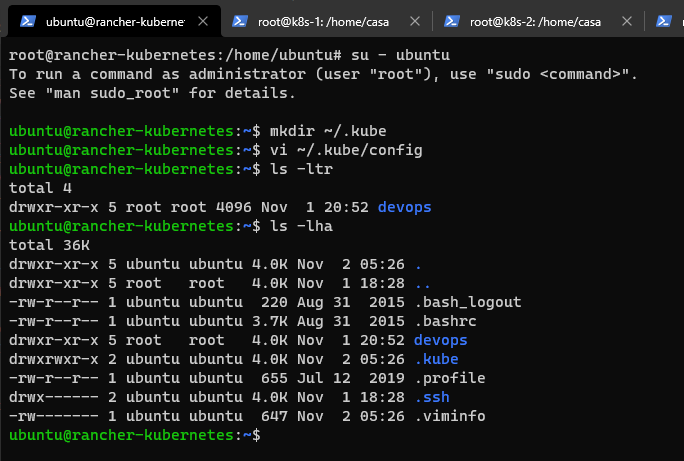 ubuntu@rancher-kubernet
root@k8s-1: /home/casa
root@k8s-2: /home/casa
root@rancher-kubernetes:/home/ubuntu# su - ubuntu
To run a command as administrator (user "root"), use "sudo <command>".
See "man sudo_root" for details.
ubuntu@rancher-kubernetes:~$ mkdir ~/.kube
ubuntu@rancher-kubernetes:~$ vi ~/.kube/config
ubuntu@rancher-kubernetes:~$ ls -ltr
total 4
drwxr-xr-x 5 root root 4096 Nov  1 20:52 devops
ubuntu@rancher-kubernetes:~$ ls -lha
total 36K
drwxr-xr-x 5 ubuntu ubuntu 4.0K Nov  2 05:26 .
drwxr-xr-x 5 root   root   4.0K Nov  1 18:28 ..
-rw-r--r-- 1 ubuntu ubuntu  220 Aug 31  2015 .bash_logout
-rw-r--r-- 1 ubuntu ubuntu 3.7K Aug 31  2015 .bashrc
drwxr-xr-x 5 root   root   4.0K Nov  1 20:52 devops
drwxrwxr-x 2 ubuntu ubuntu 4.0K Nov  2 05:26 .kube
-rw-r--r-- 1 ubuntu ubuntu  655 Jul 12  2019 .profile
drwx------ 2 ubuntu ubuntu 4.0K Nov  1 18:28 .ssh
-rw------- 1 ubuntu ubuntu  647 Nov  2 05:26 .viminfo
ubuntu@rancher-kubernetes:~$